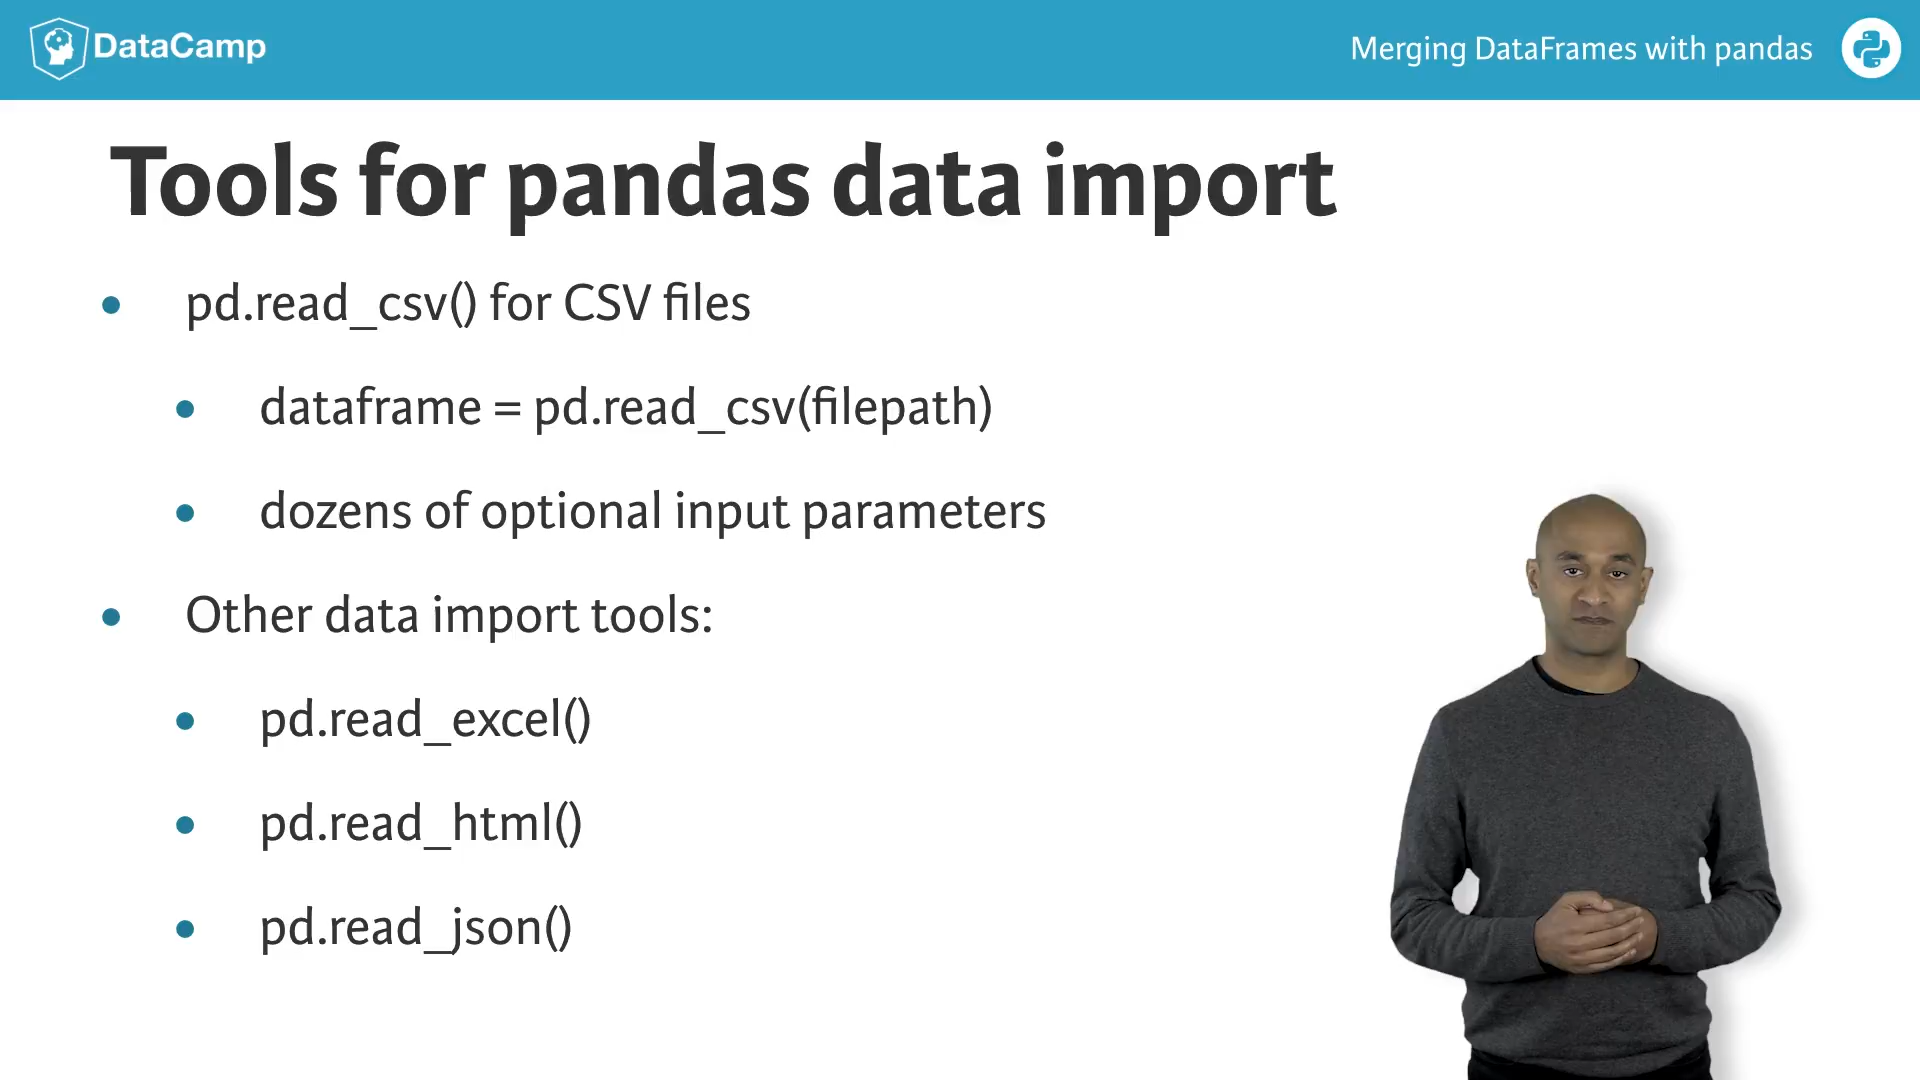 DataCamp
Merging DataFrames with pandas
Tools for pandas data import
pd.read_csv() for CSV files
dataframe = pd.read_csv(filepath)
dozens of optional input parameters
Other data import tools:
pd.read_excel()
pd.read_html()
pd.read_json()